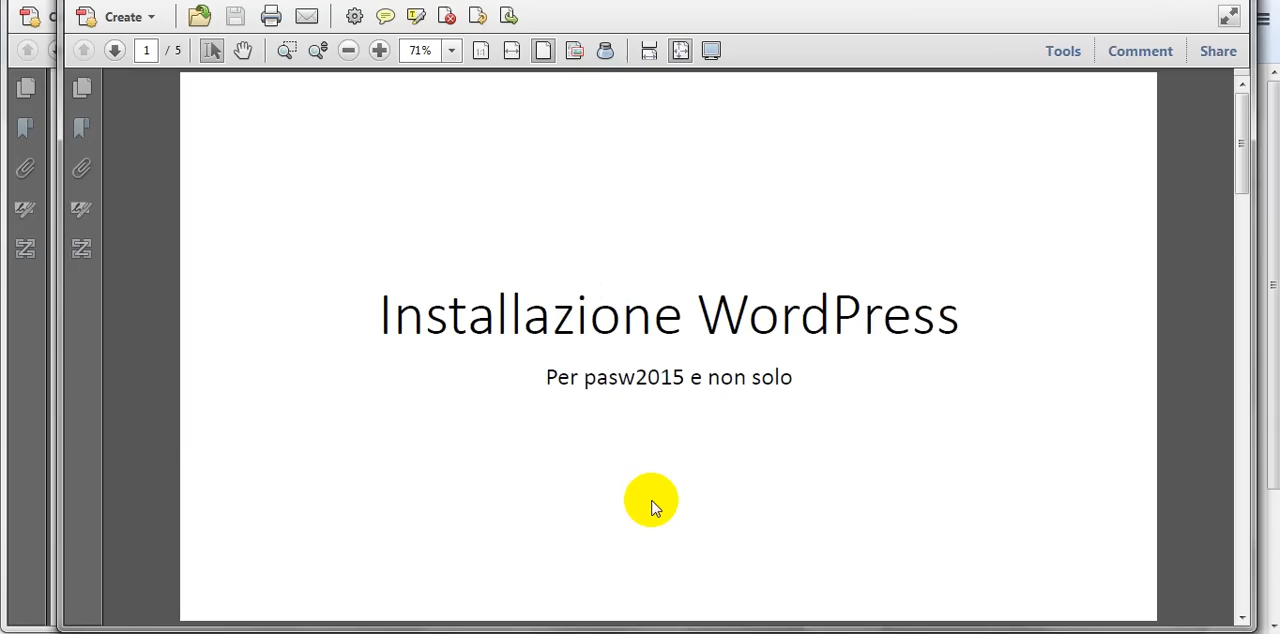 Create
1 / 5
71%
Tools
Comment
Share
Installazione WordPress
Per pasw2015 e non solo